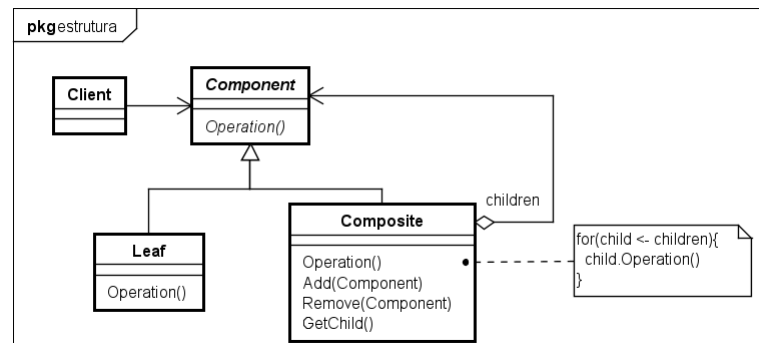 pkg estrutura
Client
Component
Operation()
children
Leaf
Operation()
Composite
Operation()
Add(Component)
Remove(Component)
GetChild()
for(child <- children){
child.Operation()
}